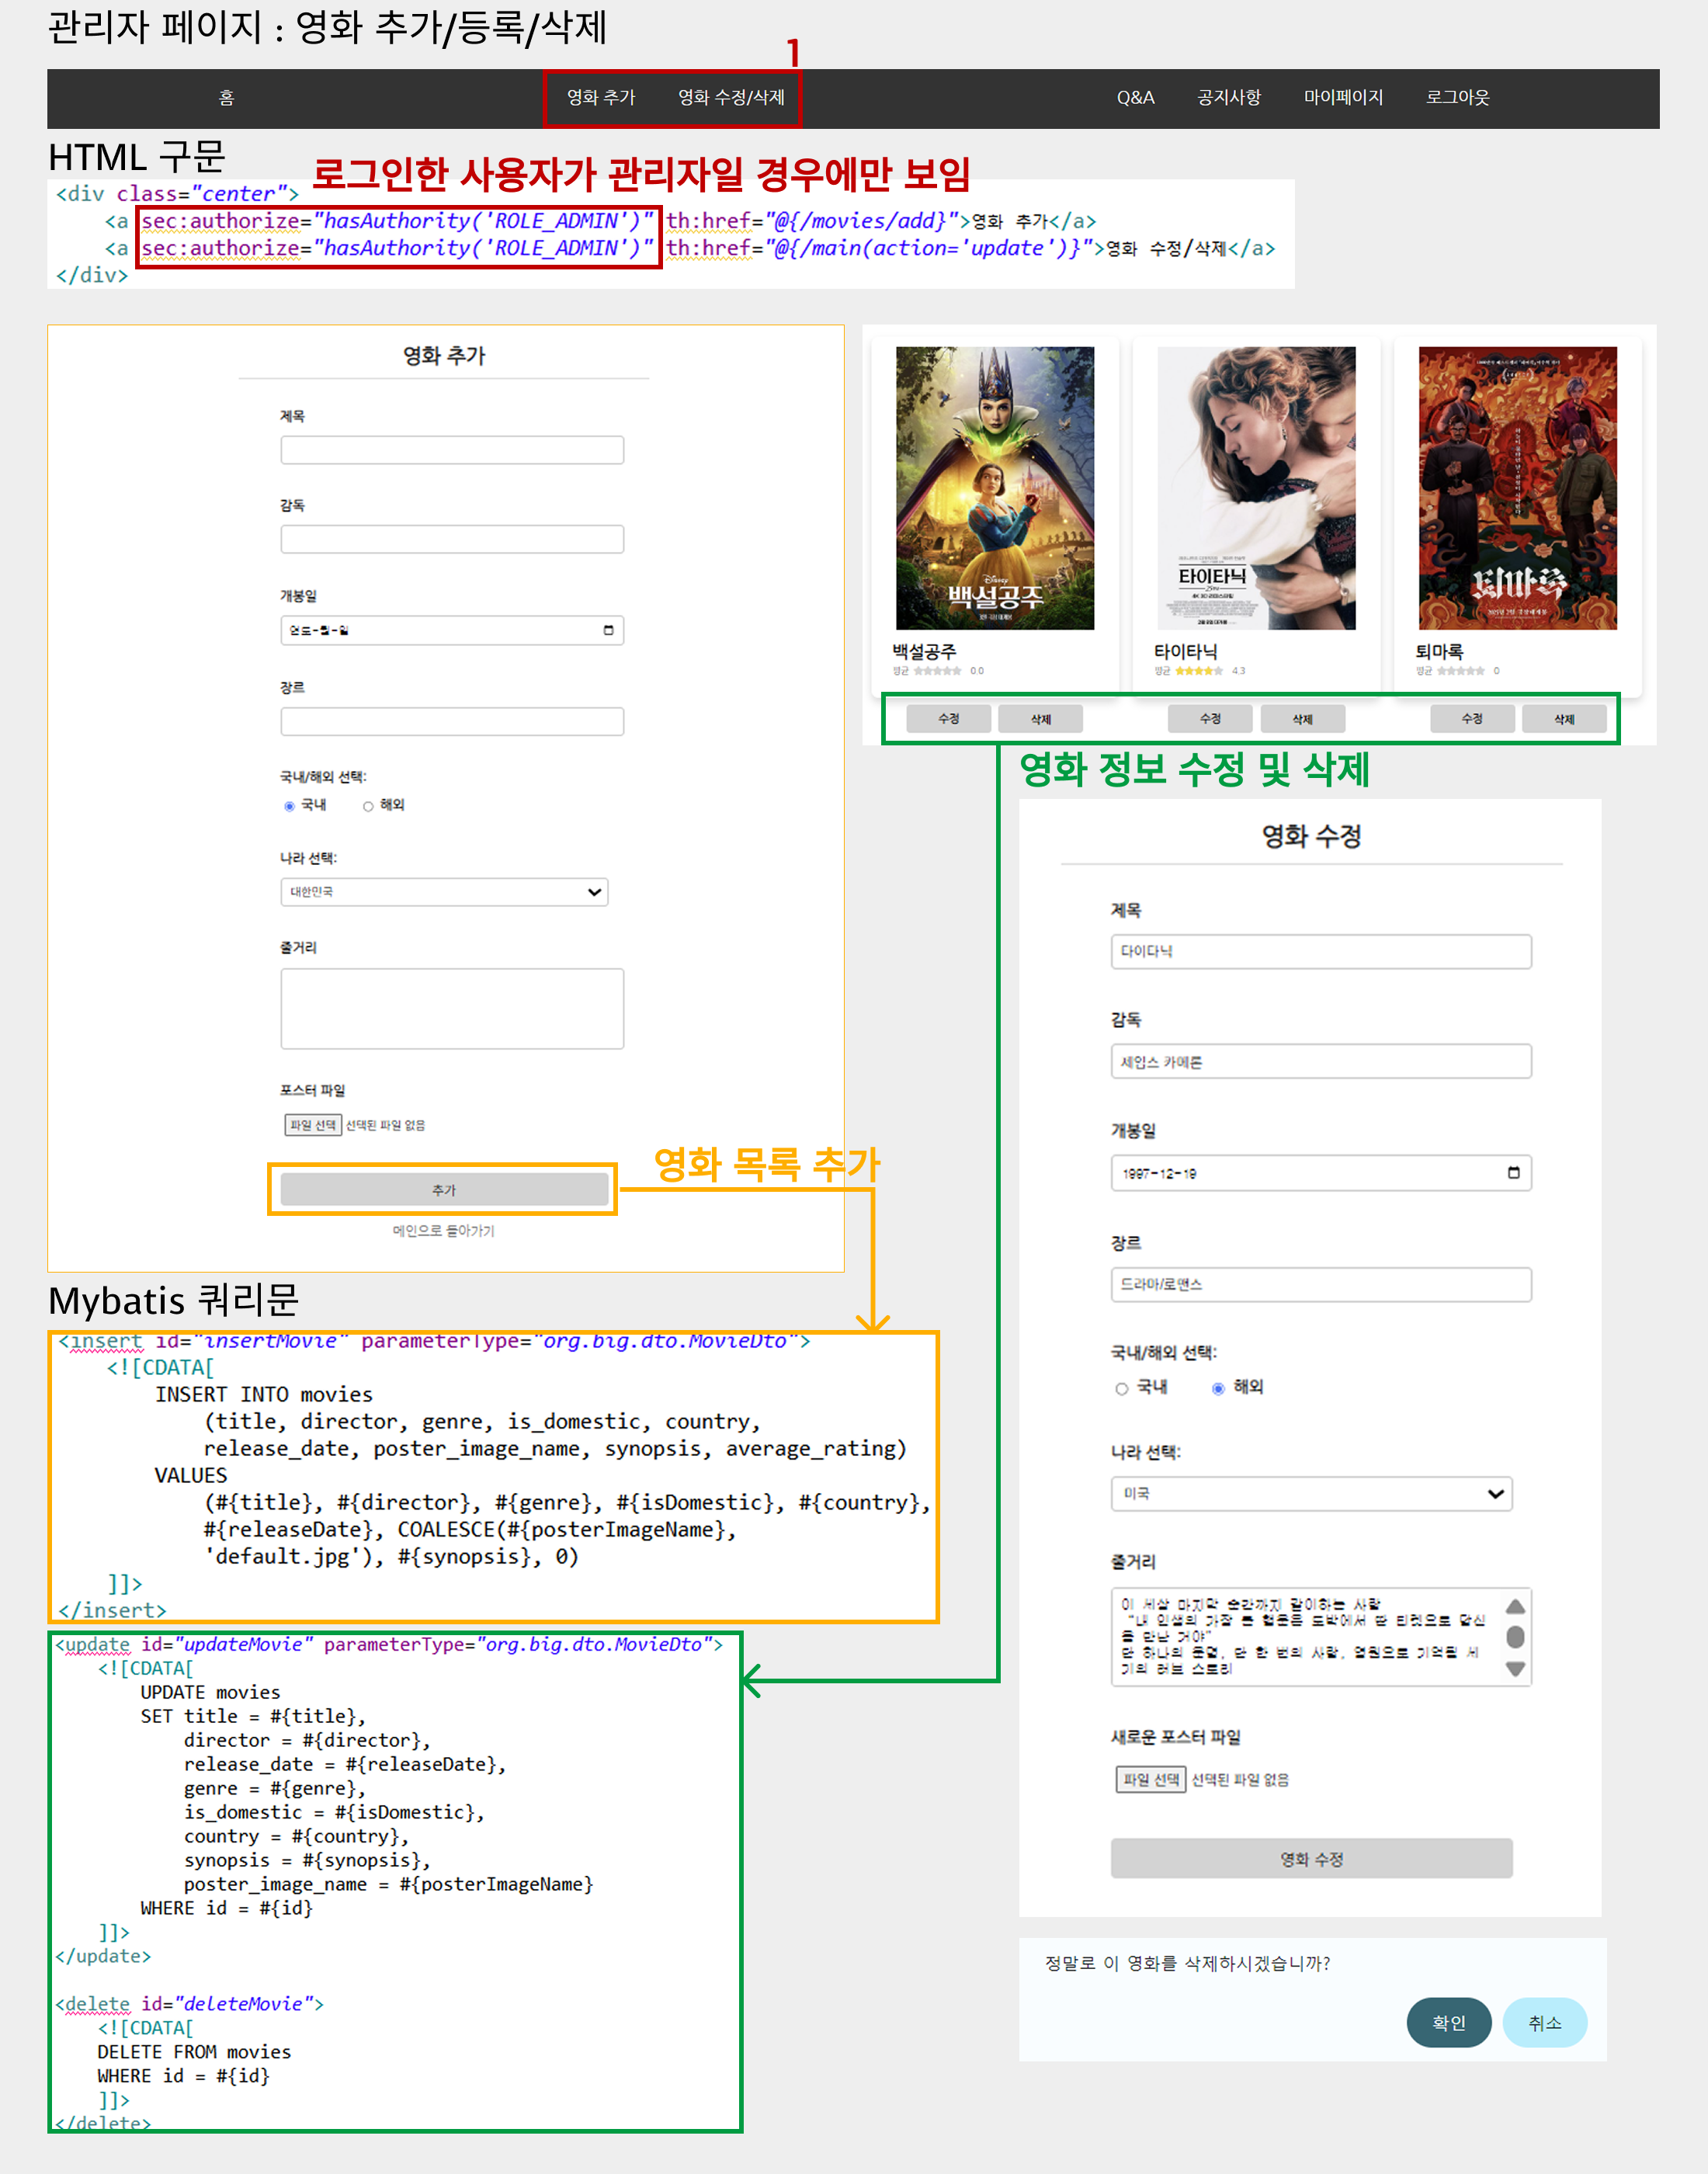 관리자 페이지 : 영화 추가/등록/삭제
1
홈 영화 추가 영화 수정/삭제 Q&A 공지사항 마이페이지 로그아웃
HTML 구문
로그인한 사용자가 관리자일 경우에만 보임
<div class="center">
<a sec:authorize="hasAuthority('ROLE_ADMIN')" th:href="@{/movies/add}">영화 추가</a>
<a sec:authorize="hasAuthority('ROLE_ADMIN')" th:href="@{/main(action='update')}">영화 수정/삭제</a>
</div>
영화 추가
제목
감독
개봉일
연도-월-일
장르
국내/해외 선택:
국내 해외
나라 선택:
대한민국
줄거리
포스터 파일
파일 선택 선택된 파일 없음
추가
메인으로 돌아가기
영화 목록 추가
Disney
백설공주
타이타닉
퇴마록
백설공주
평균 0.0
타이타닉
평균 4.3
퇴마록
평균 0
수정 삭제 수정 삭제 수정 삭제
영화 정보 수정 및 삭제
영화 수정
제목
타이타닉
감독
제임스 카메론
개봉일
1997-12-19
장르
드라마/로맨스
국내/해외 선택:
국내 해외
나라 선택:
미국
줄거리
이 세상 마지막 순간까지 같이하는 사람
"내 인생의 가장 큰 행운은 도박에서 딴 티켓으로 당신
을 만난 거야"
단 하나의 운명, 단 한 번의 사랑, 영원으로 기억될 세
기의 러브 스토리
새로운 포스터 파일
파일 선택 선택된 파일 없음
영화 수정
정말로 이 영화를 삭제하시겠습니까?
확인 취소
Mybatis 쿼리문
<insert id="insertMovie" parameterType="org.big.dto.MovieDto">
<![CDATA[
INSERT INTO movies
(title, director, genre, is_domestic, country,
release_date, poster_image_name, synopsis, average_rating)
VALUES
(#{title}, #{director}, #{genre}, #{isDomestic}, #{country},
#{releaseDate}, COALESCE(#{posterImageName},
'default.jpg'), #{synopsis}, 0)
]]>
</insert>
<update id="updateMovie" parameterType="org.big.dto.MovieDto">
<![CDATA[
UPDATE movies
SET title = #{title},
director = #{director},
release_date = #{releaseDate},
genre = #{genre},
is_domestic = #{isDomestic},
country = #{country},
synopsis = #{synopsis},
poster_image_name = #{posterImageName}
WHERE id = #{id}
]]>
</update>
<delete id="deleteMovie">
<![CDATA[
DELETE FROM movies
WHERE id = #{id}
]]>
</delete>